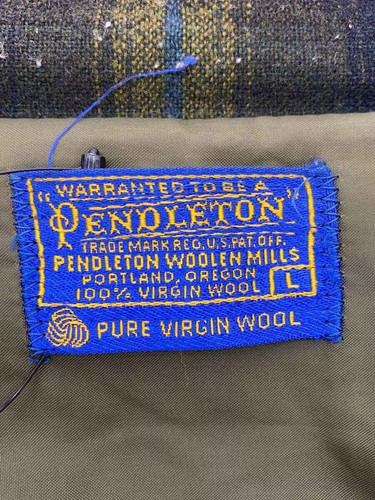 WARRANTED TO BE A
"PENDLETON"
TRADE MARK REG. U.S. PAT. OFF.
PENDLETON WOOLEN MILLS
PORTLAND, OREGON
100% VIRGIN WOOL L
PURE VIRGIN WOOL